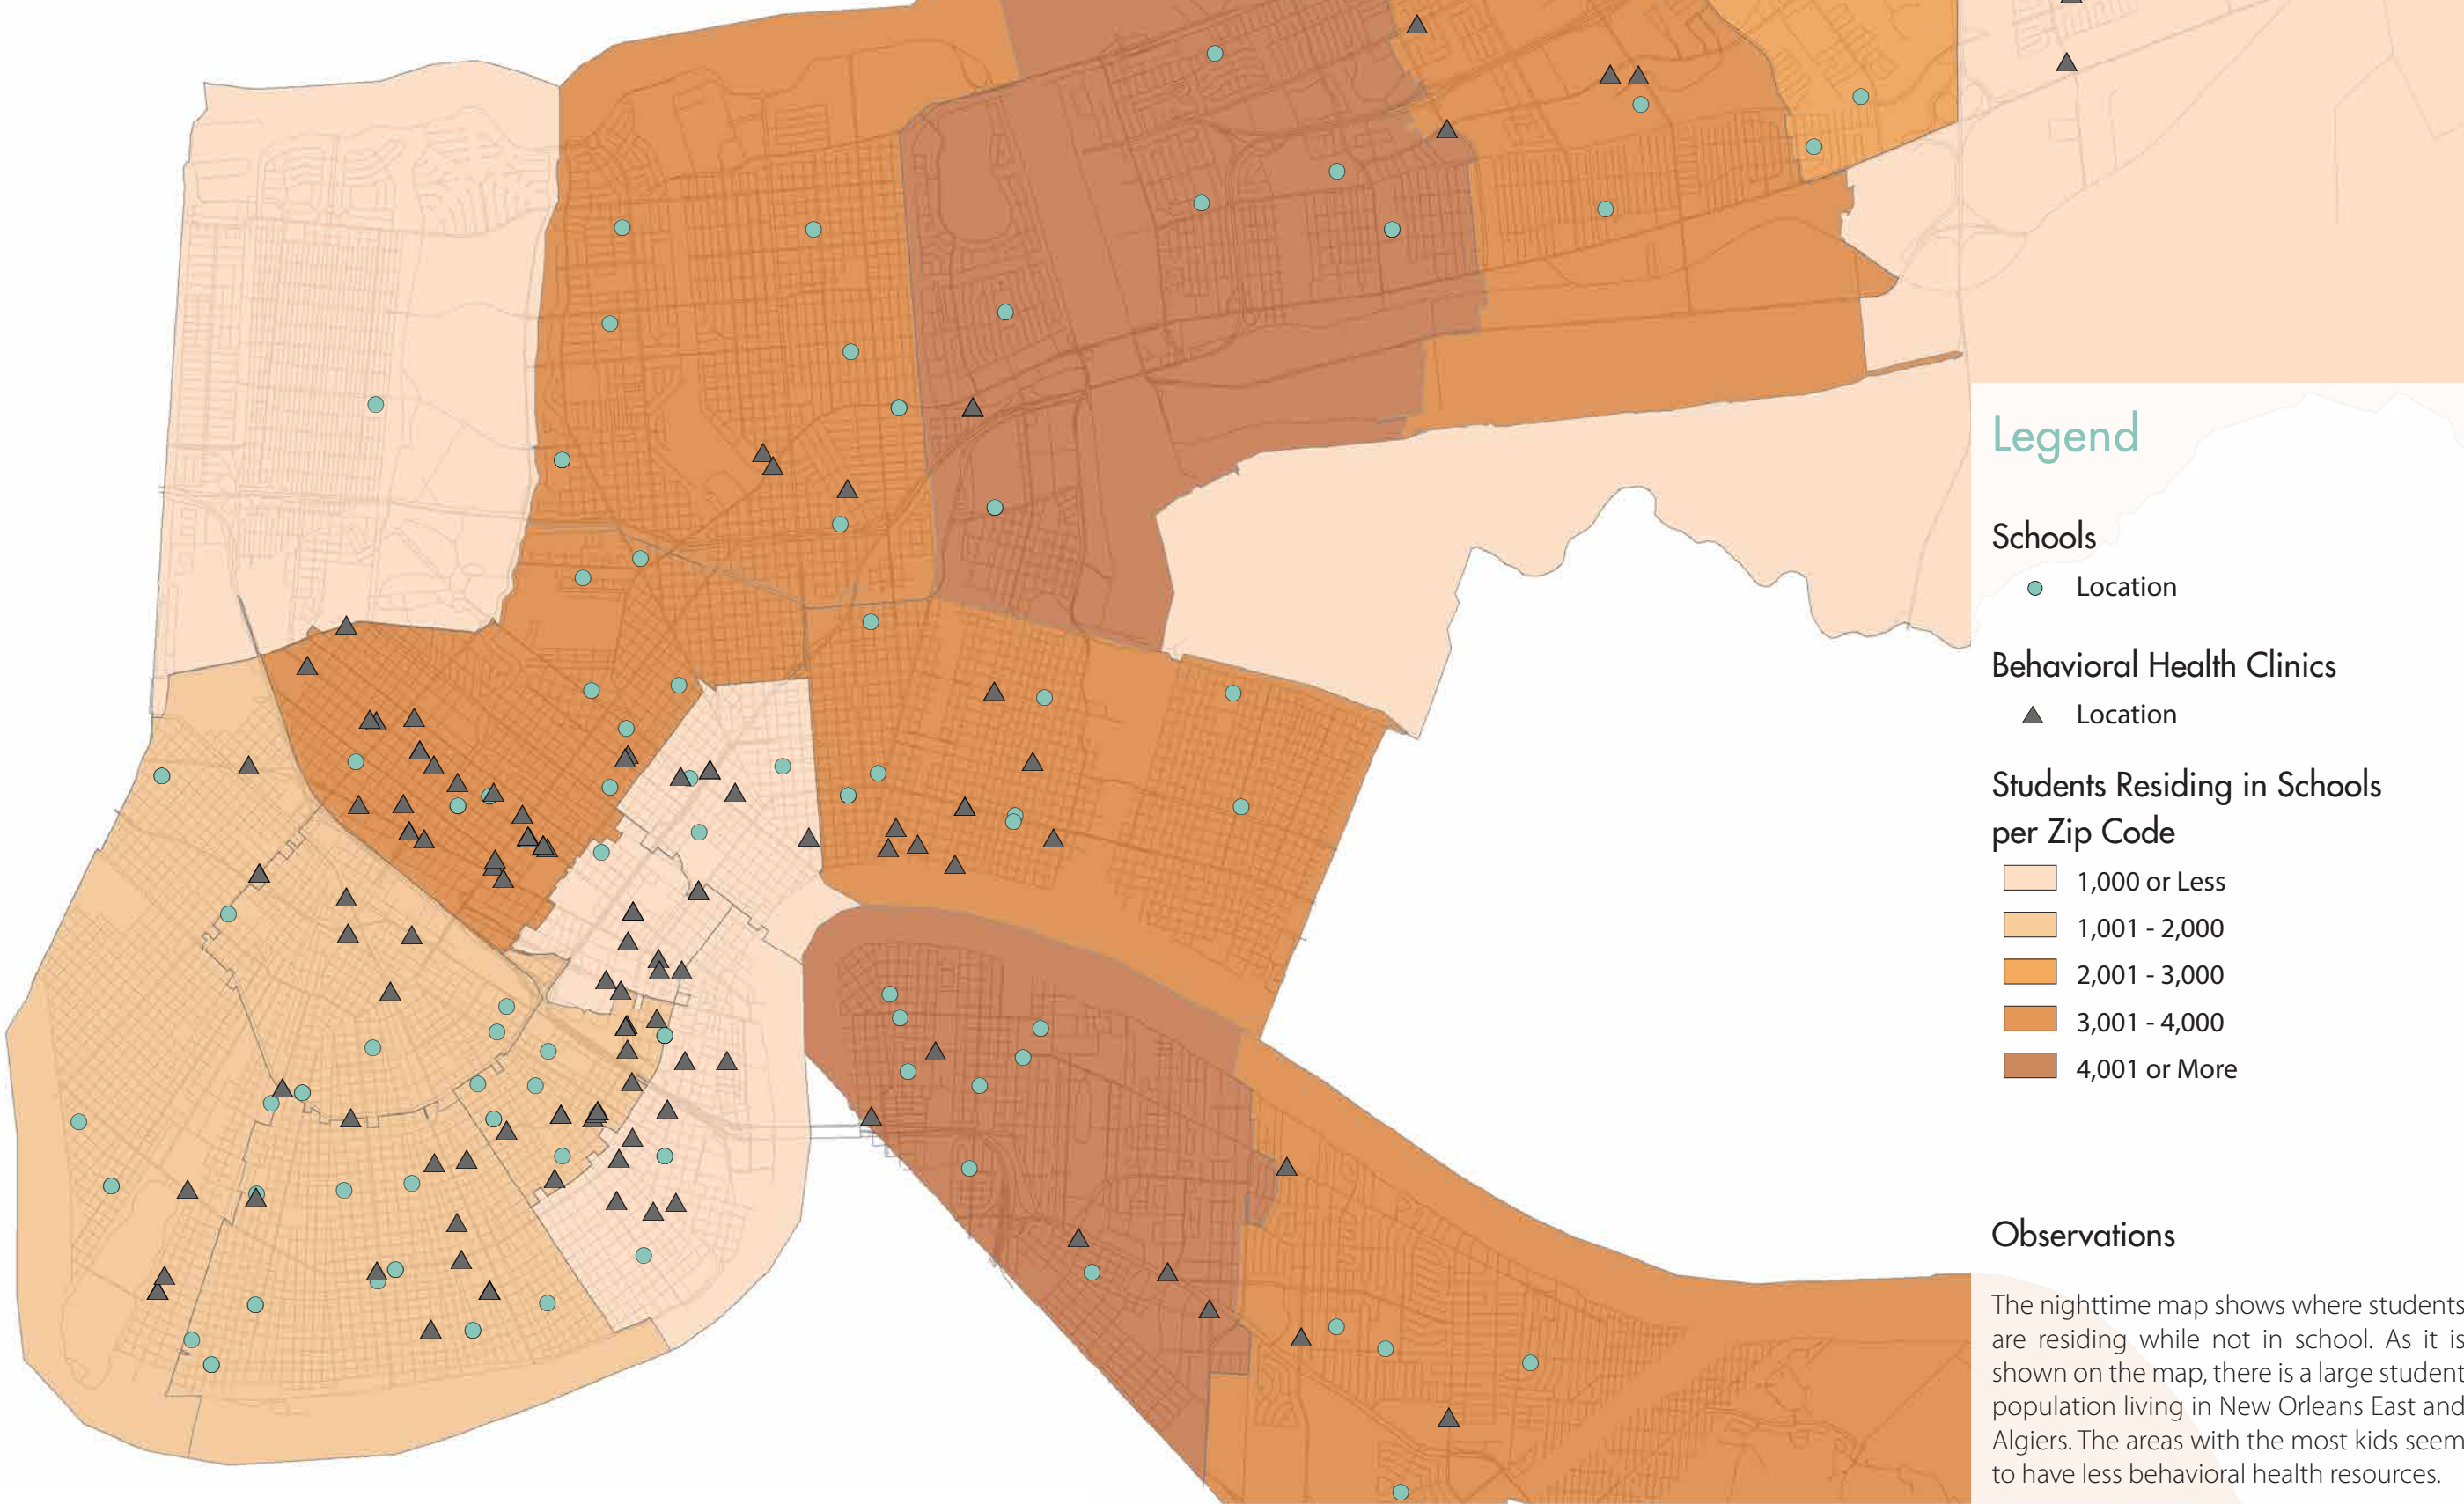 Legend
Schools
Location
Behavioral Health Clinics
Location
Students Residing in Schools
per Zip Code
1,000 or Less
1,001 - 2,000
2,001 - 3,000
3,001 - 4,000
4,001 or More
Observations
The nighttime map shows where students
are residing while not in school. As it is
shown on the map, there is a large student
population living in New Orleans East and
Algiers. The areas with the most kids seem
to have less behavioral health resources.